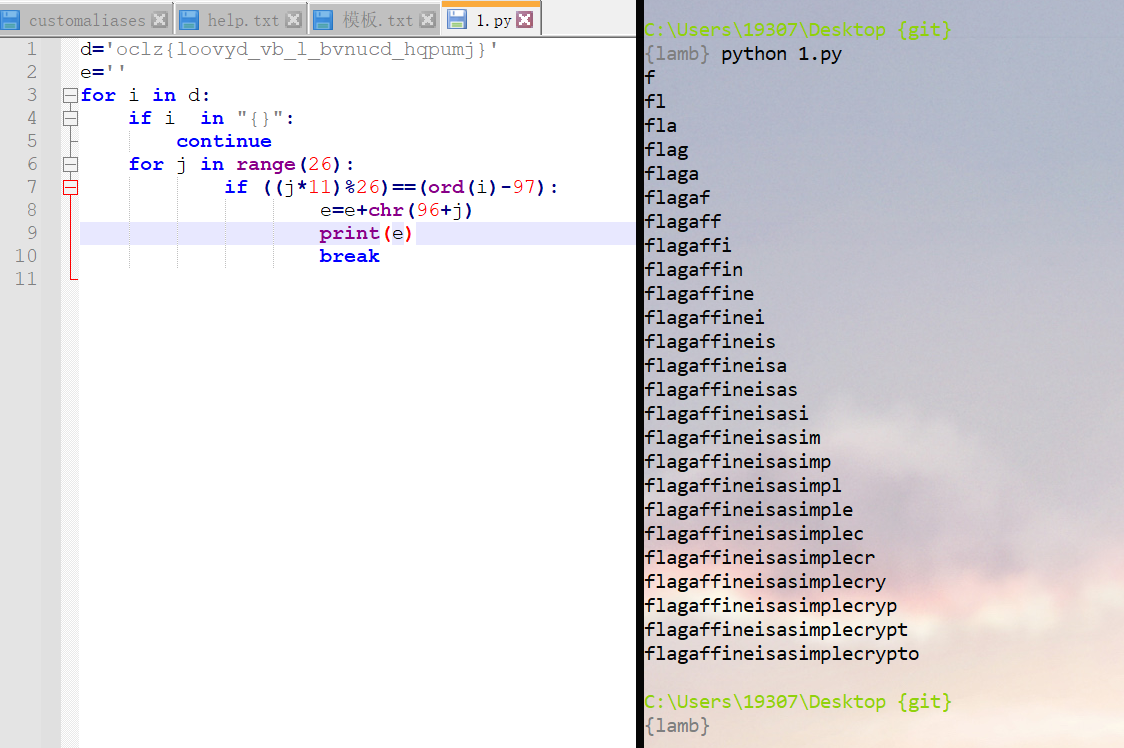 customaliases help.txt 模板.txt 1.py
1 d='oclz{loovyd_vb_l_bvnucd_hqpumj}'
2 e=''
3 for i in d:
4 if i  in "{}":
5 continue
6 for j in range(26):
7 if ((j*11)%26)==(ord(i)-97):
8 e=e+chr(96+j)
9 print(e)
10 break
11
C:\Users\19307\Desktop {git}
{lamb} python 1.py
f
fl
fla
flag
flaga
flagaf
flagaff
flagaffi
flagaffin
flagaffine
flagaffinei
flagaffineis
flagaffineisa
flagaffineisas
flagaffineisasi
flagaffineisasim
flagaffineisasimp
flagaffineisasimpl
flagaffineisasimple
flagaffineisasimplec
flagaffineisasimplecr
flagaffineisasimplecry
flagaffineisasimplecryp
flagaffineisasimplecrypt
flagaffineisasimplecrypto
C:\Users\19307\Desktop {git}
{lamb}